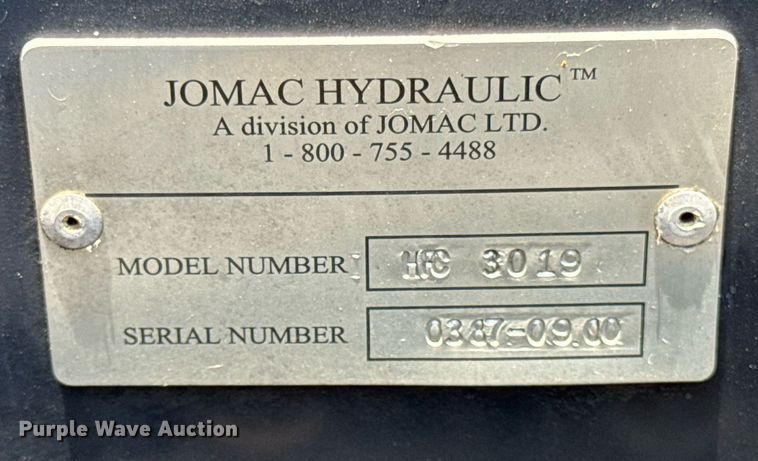 JOMAC HYDRAULIC™
A division of JOMAC LTD.
1 - 800 - 755 - 4488
MODEL NUMBER HFC 3019
SERIAL NUMBER 0387-09.00
Purple Wave Auction